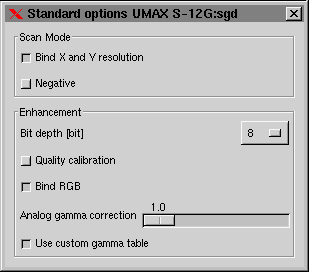 Standard options UMAX S-12G:sgd
Scan Mode
Bind X and Y resolution
Negative
Enhancement
Bit depth [bit] 8
Quality calibration
Bind RGB
1.0
Analog gamma correction
Use custom gamma table